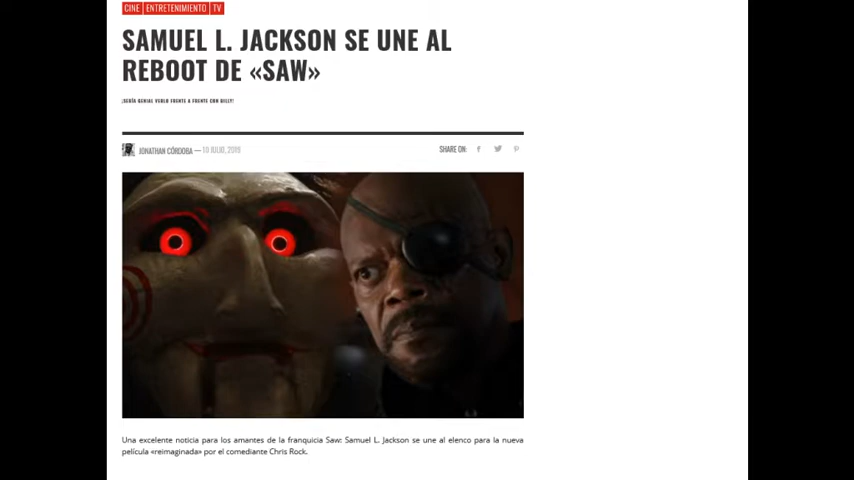 CINE ENTRETENIMIENTO TV
SAMUEL L. JACKSON SE UNE AL
REBOOT DE «SAW»
¡SERÍA GENIAL VERLO FRENTE A FRENTE CON BILLY!
JONATHAN CÓRDOBA — 10 JULIO, 2019
SHARE ON:
Una excelente noticia para los amantes de la franquicia Saw: Samuel L. Jackson se une al elenco para la nueva
película «reimaginada» por el comediante Chris Rock.